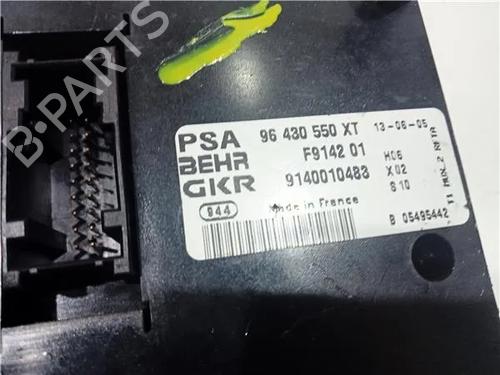 B-PARTS
PSA 96 430 550 XT 13-06-05
BEHR F9142 01 H06
GKR 9140010483 X02
S10
944 Made in France
B 05495442